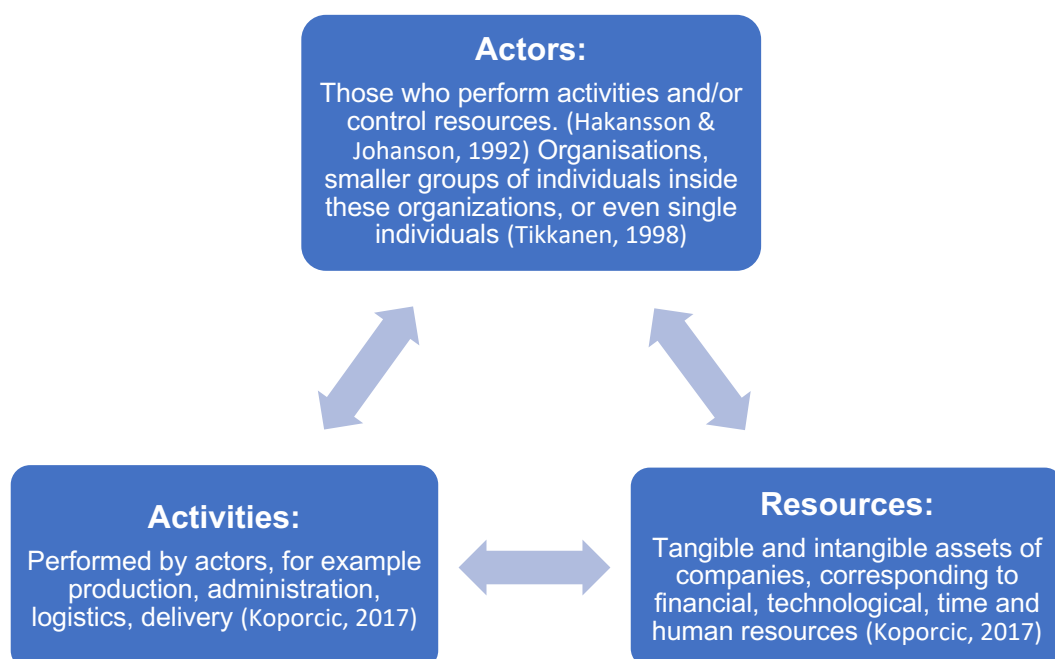 Actors:
Those who perform activities and/or
control resources. (Hakansson &
Johanson, 1992) Organisations,
smaller groups of individuals inside
these organizations, or even single
individuals (Tikkanen, 1998)
Activities:
Performed by actors, for example
production, administration,
logistics, delivery (Koporcic, 2017)
Resources:
Tangible and intangible assets of
companies, corresponding to
financial, technological, time and
human resources (Koporcic, 2017)